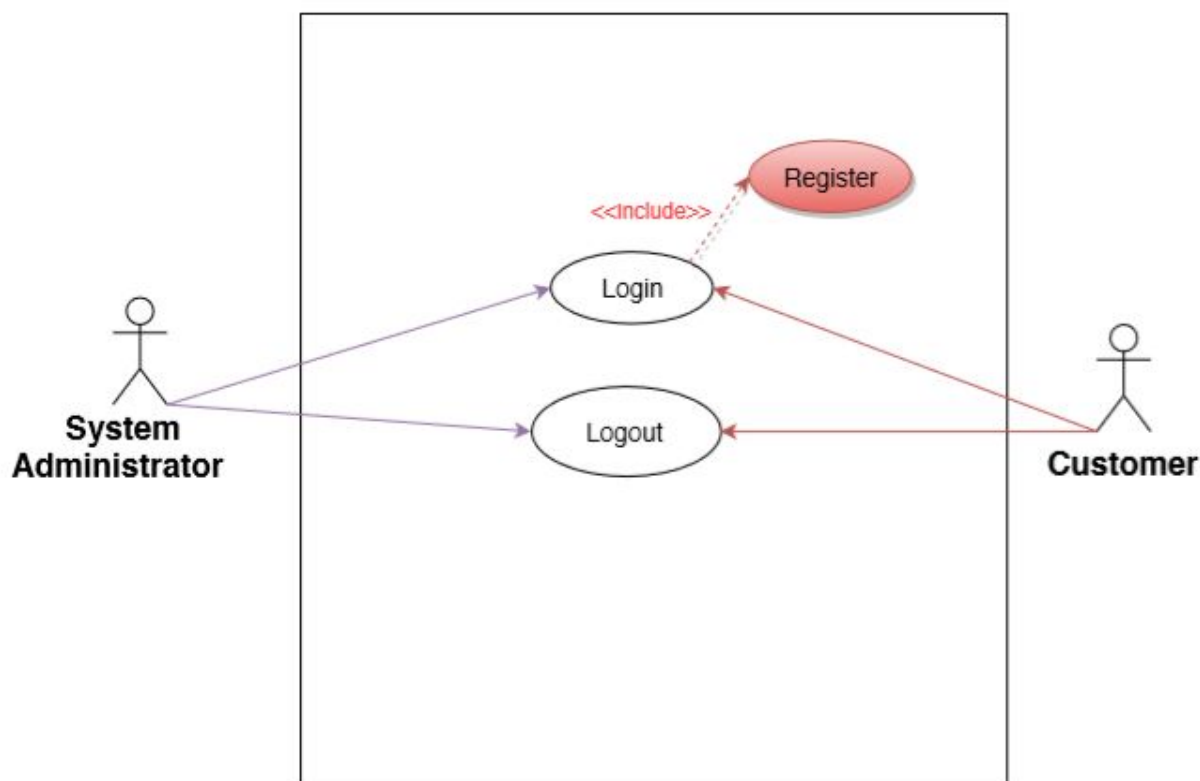 Register
<<Include>>
Login
System
Administrator
Logout
Customer